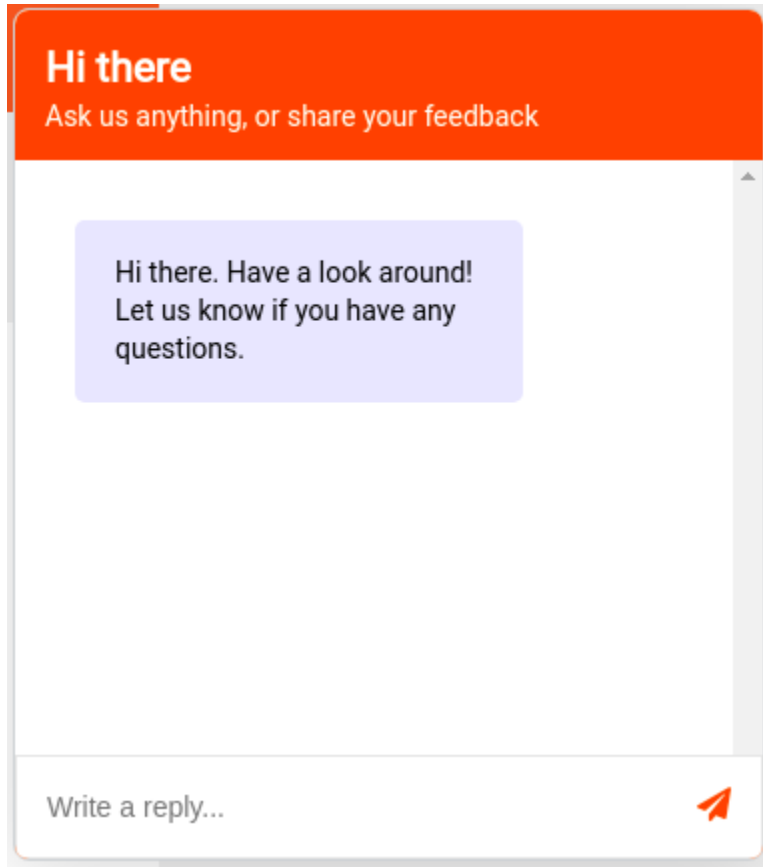 Hi there
Ask us anything, or share your feedback
Hi there. Have a look around!
Let us know if you have any
questions.
Write a reply...